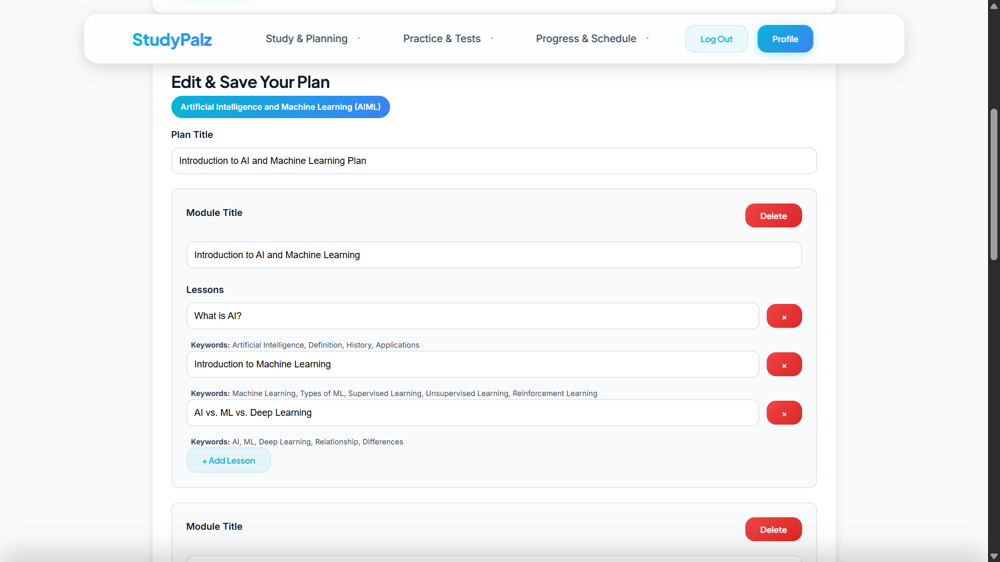 StudyPalz
Study & Planning
Practice & Tests
Progress & Schedule
Log Out
Profile
Edit & Save Your Plan
Artificial Intelligence and Machine Learning (AIML)
Plan Title
Introduction to AI and Machine Learning Plan
Module Title
Delete
Introduction to AI and Machine Learning
Lessons
What is AI?
×
Keywords: Artificial Intelligence, Definition, History, Applications
Introduction to Machine Learning
×
Keywords: Machine Learning, Types of ML, Supervised Learning, Unsupervised Learning, Reinforcement Learning
AI vs. ML vs. Deep Learning
×
Keywords: AI, ML, Deep Learning, Relationship, Differences
+ Add Lesson
Module Title
Delete